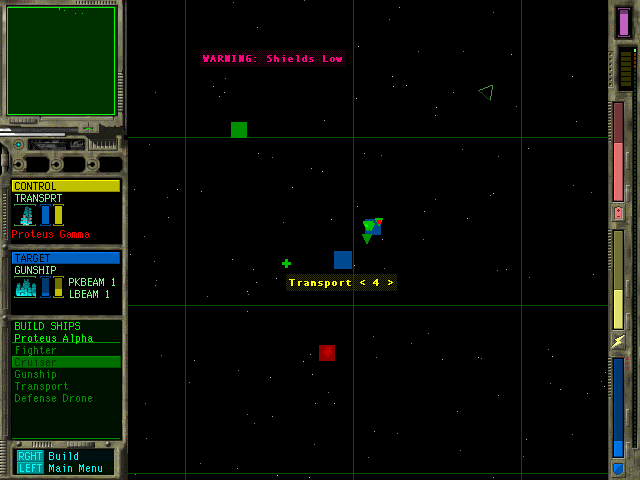 WARNING: Shields Low
CONTROL
TRANSPRT
Proteus Gamma
TARGET
GUNSHIP
PKBEAM 1
LBEAM 1
Transport < 4 >
BUILD SHIPS
Proteus Alpha
Fighter
Cruiser
Gunship
Transport
Defense Drone
RGHT Build
LEFT Main Menu